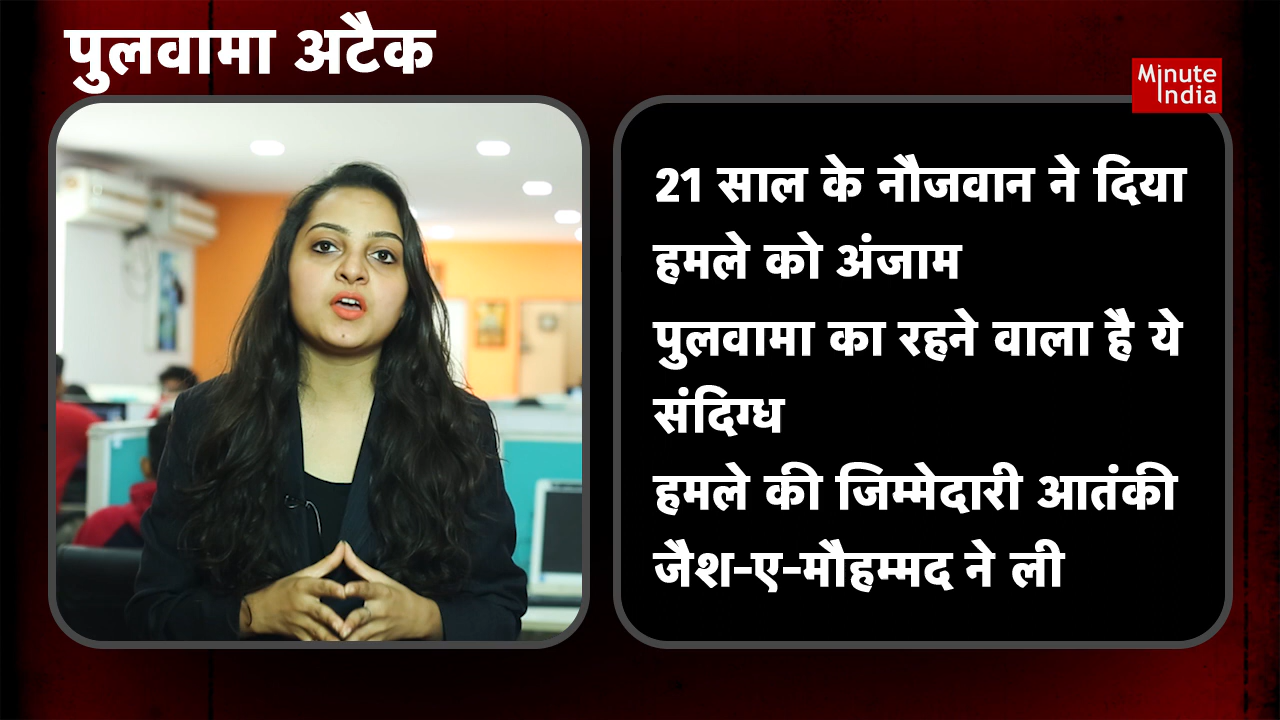 पुलवामा अटैक
Minute
India
21 साल के नौजवान ने दिया
हमले को अंजाम
पुलवामा का रहने वाला है ये
संदिग्ध
हमले की जिम्मेदारी आतंकी
जैश-ए-मौहम्मद ने ली